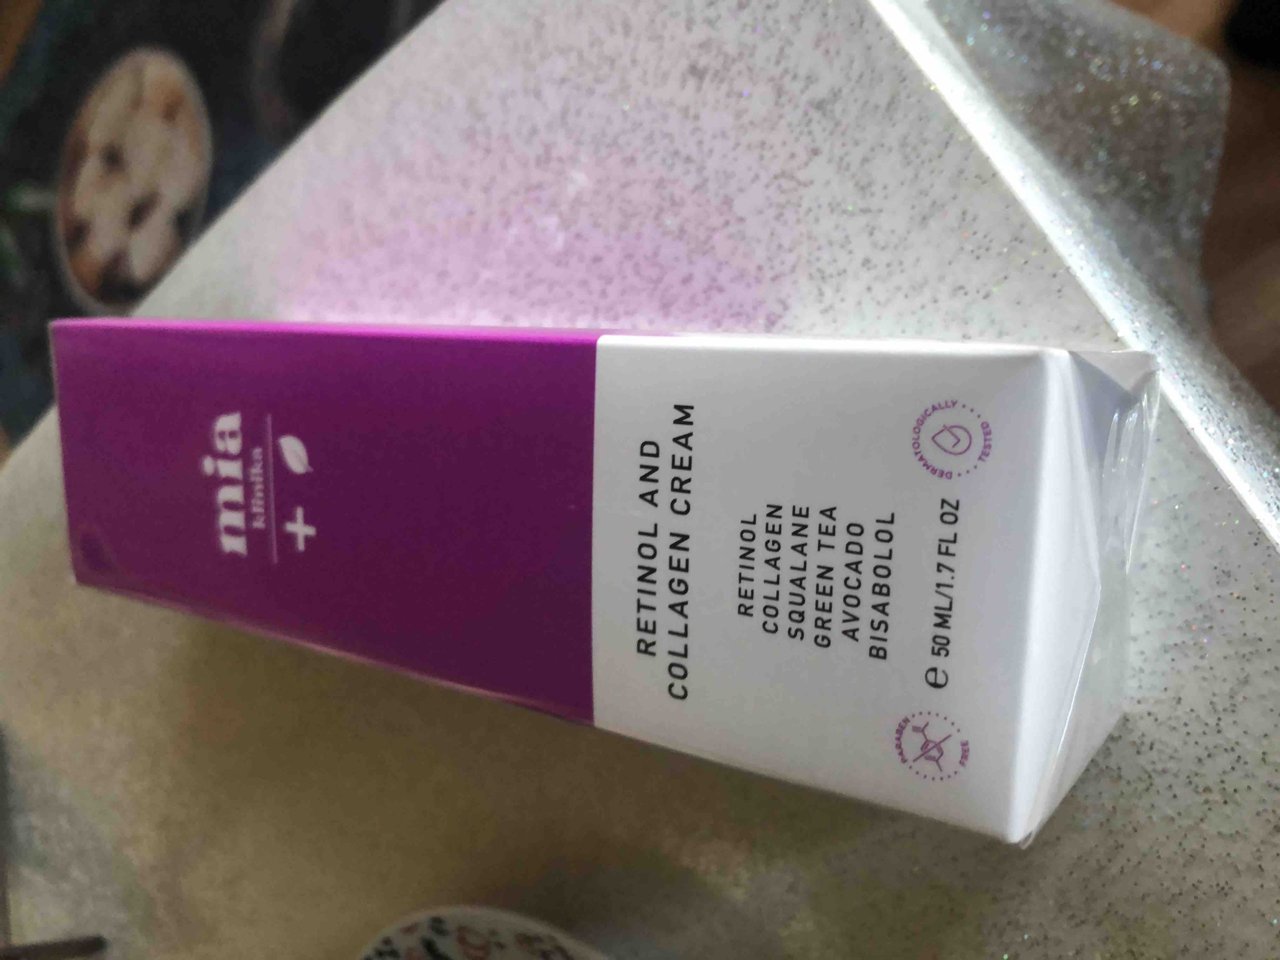 mia
klinika
+
RETINOL AND
COLLAGEN CREAM
RETINOL
COLLAGEN
SQUALANE
GREEN TEA
AVOCADO
BISABOLOL
PARABEN
FREE
e 50 ML/1.7 FL OZ
DERMATOLOGICALLY
TESTED